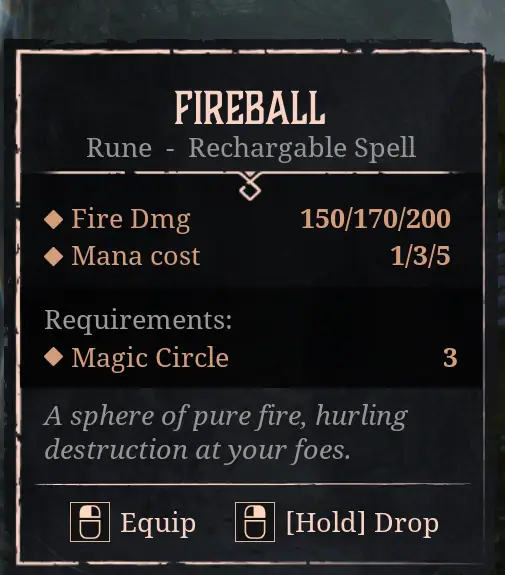 FIREBALL
Rune - Rechargable Spell
Fire Dmg 150/170/200
Mana cost 1/3/5
Requirements:
Magic Circle 3
A sphere of pure fire, hurling
destruction at your foes.
Equip [Hold] Drop